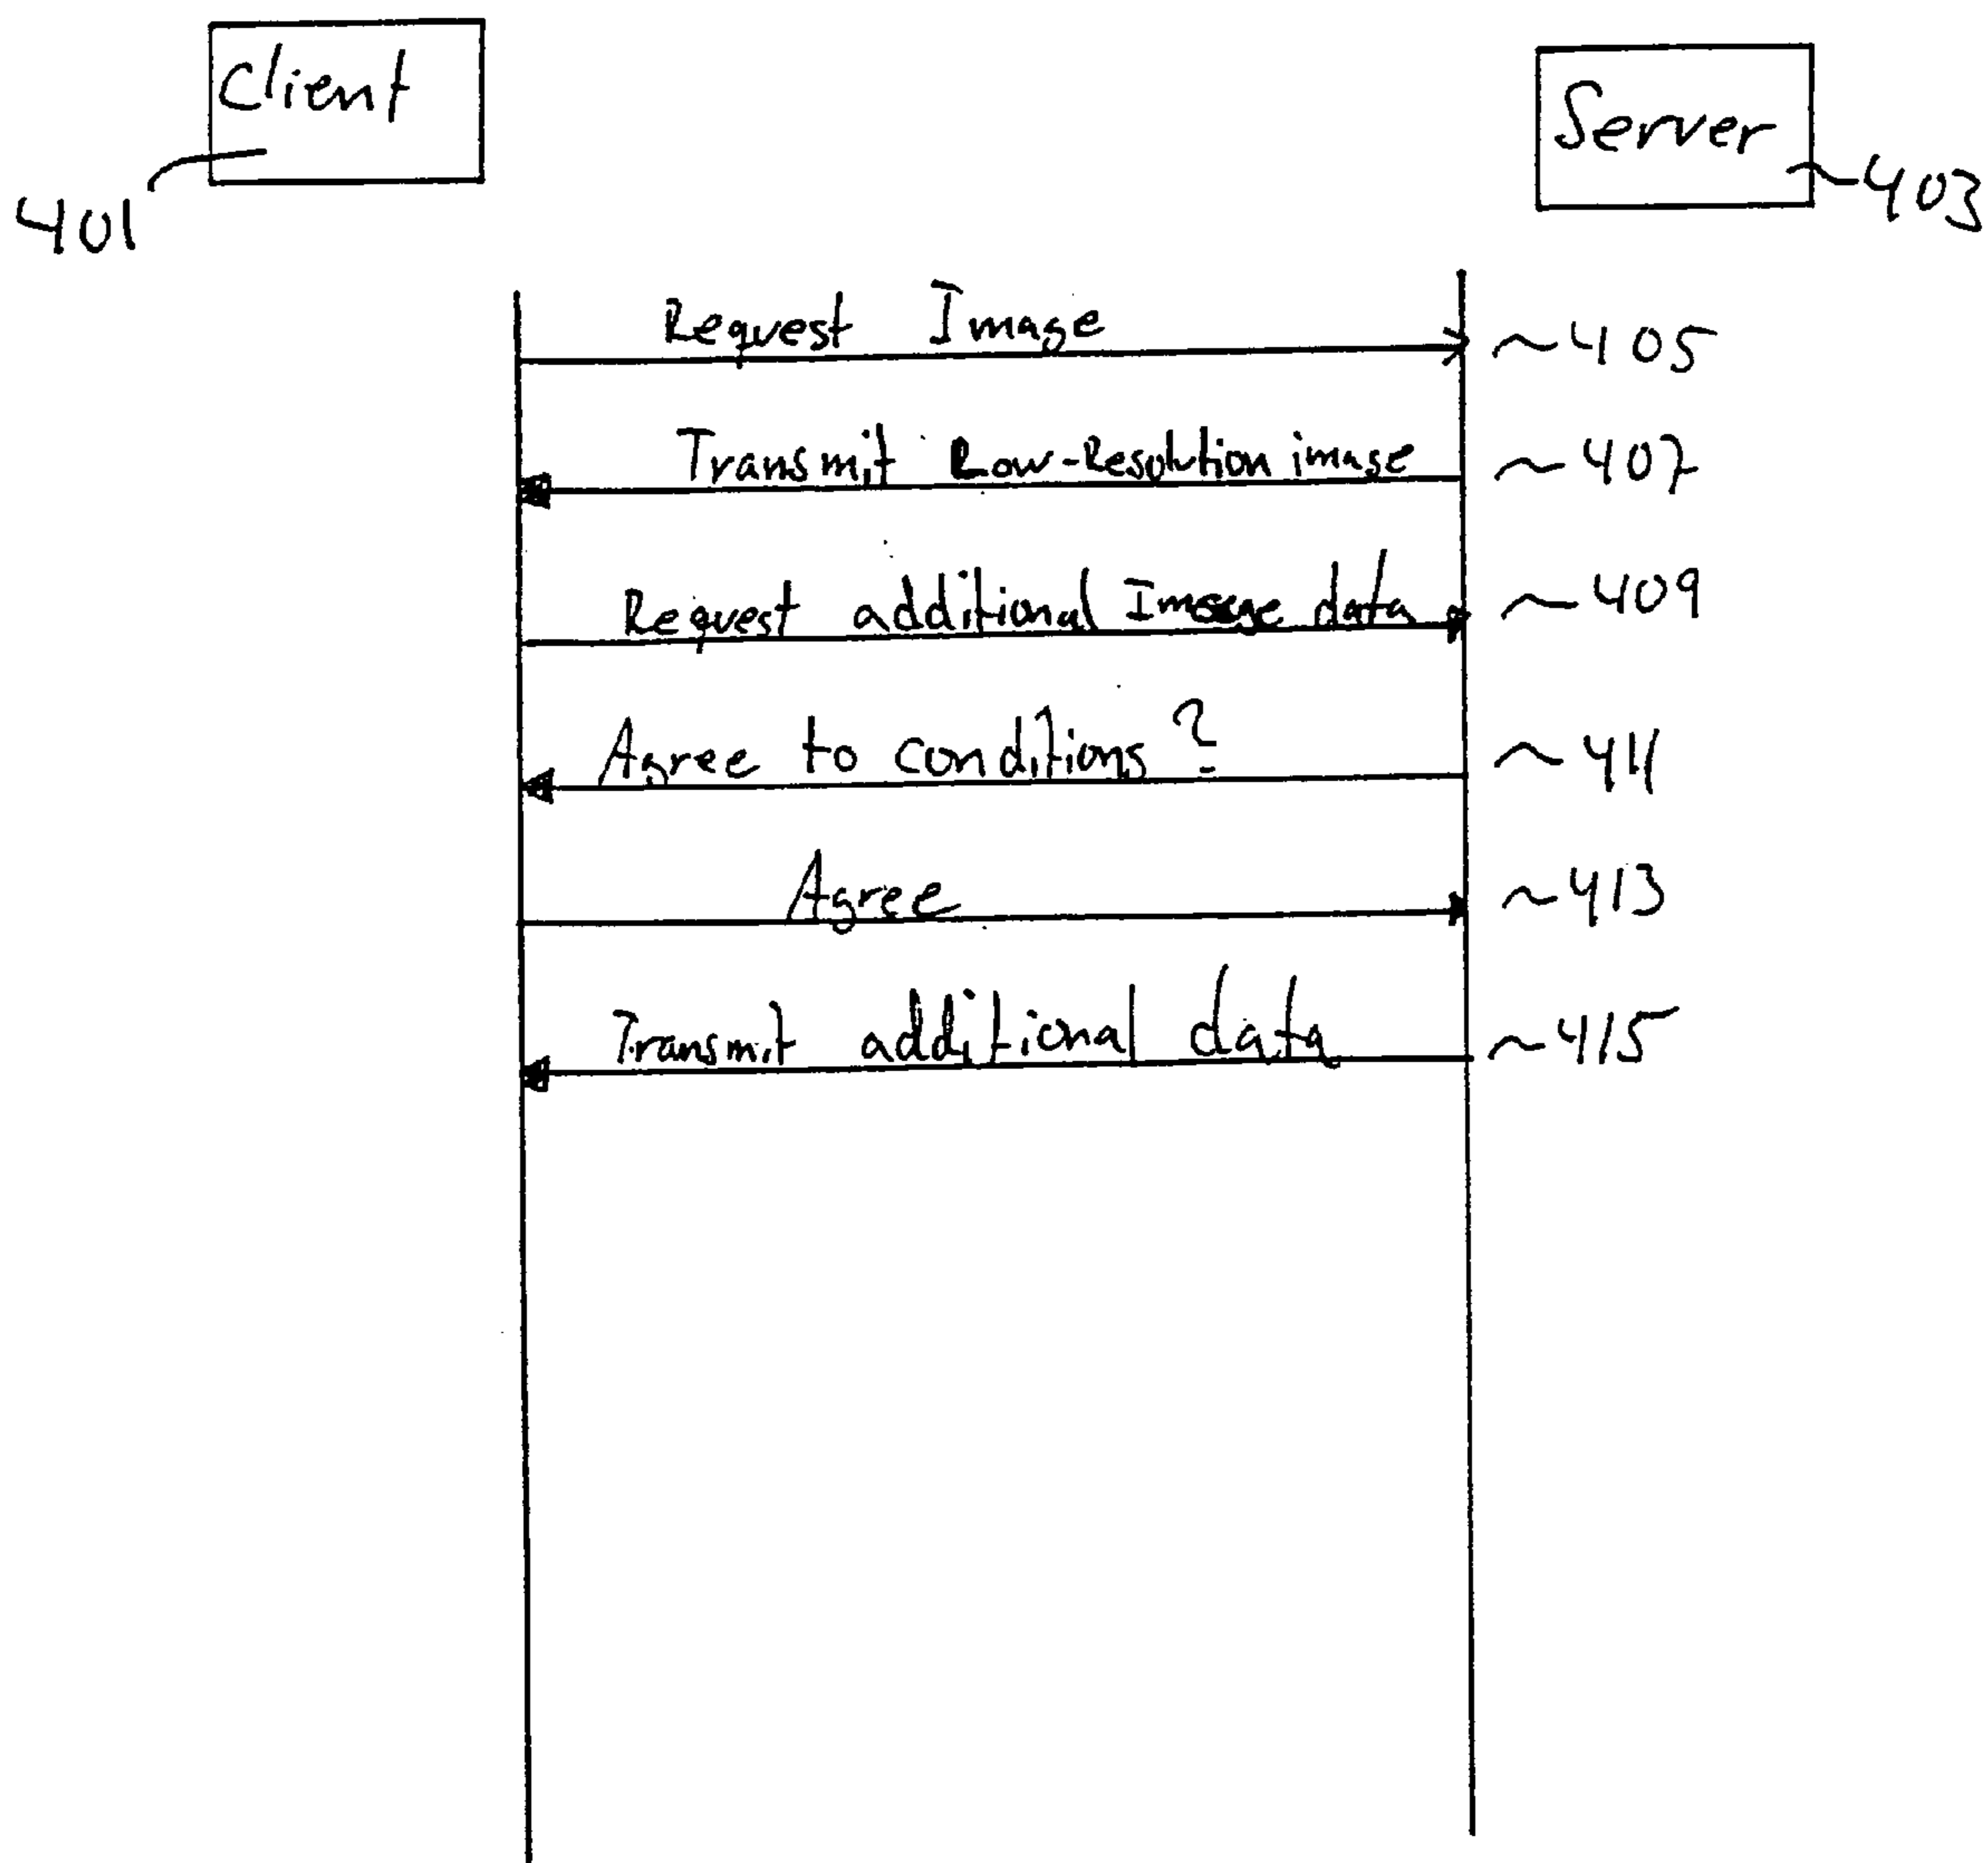 Client
Server
401
~403
Request Image ~405
Transmit Low-Resolution image ~407
Request additional Image data ~409
Agree to conditions? ~411
Agree ~413
Transmit additional data ~415